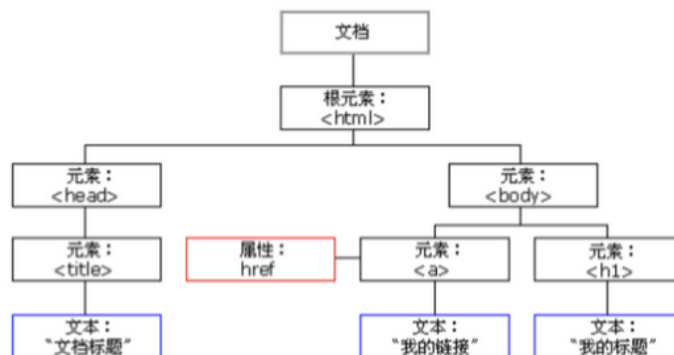 文档
根元素：
<html>
元素：
<head>
元素：
<body>
元素：
<title>
属性：
href
元素：
<a>
元素：
<h1>
文本：
“文档标题”
文本：
“我的链接”
文本：
“我的标题”